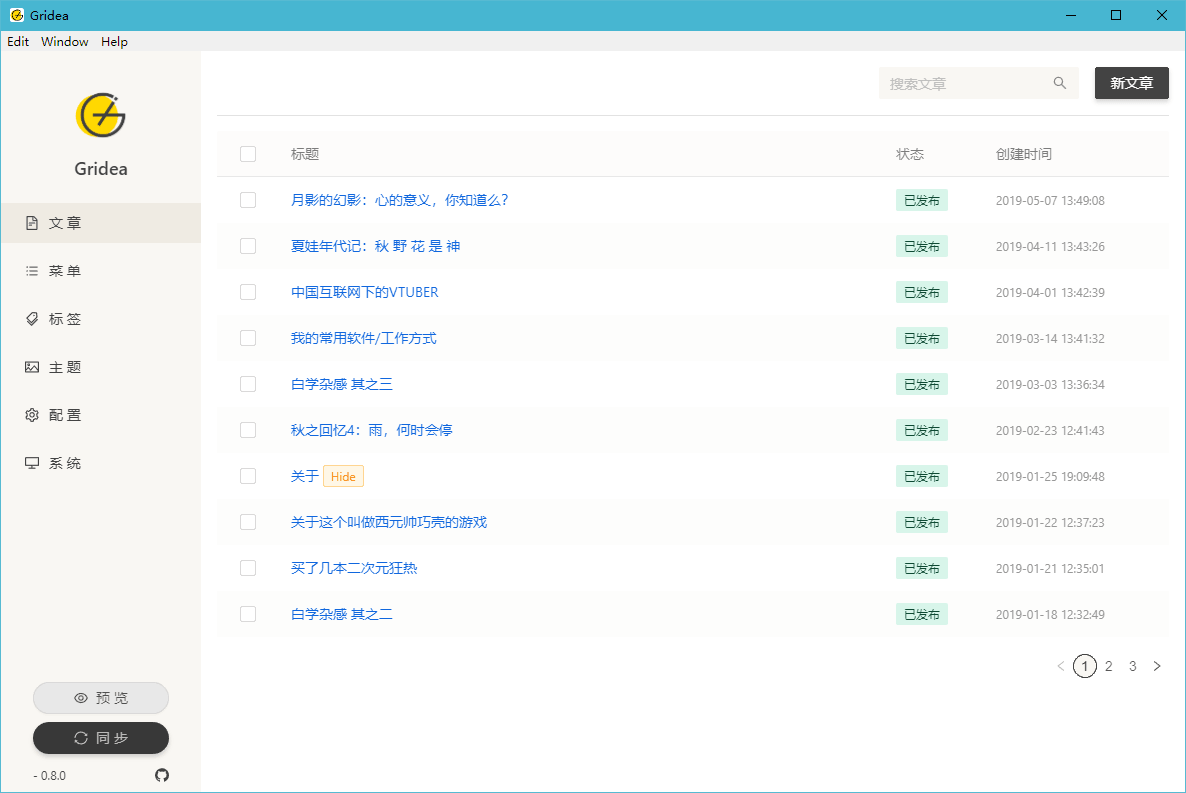 Gridea
Edit Window Help
Gridea
文章
菜单
标签
主题
配置
系统
预览
同步
- 0.8.0
搜索文章
新文章
标题 状态 创建时间
月影的幻影：心的意义，你知道么？ 已发布 2019-05-07 13:49:08
夏娃年代记：秋 野 花 是 神 已发布 2019-04-11 13:43:26
中国互联网下的VTUBER 已发布 2019-04-01 13:42:39
我的常用软件/工作方式 已发布 2019-03-14 13:41:32
白学杂感 其之三 已发布 2019-03-03 13:36:34
秋之回忆4：雨，何时会停 已发布 2019-02-23 12:41:43
关于 Hide 已发布 2019-01-25 19:09:48
关于这个叫做西元帅巧壳的游戏 已发布 2019-01-22 12:37:23
买了几本二次元狂热 已发布 2019-01-21 12:35:01
白学杂感 其之二 已发布 2019-01-18 12:32:49
1 2 3